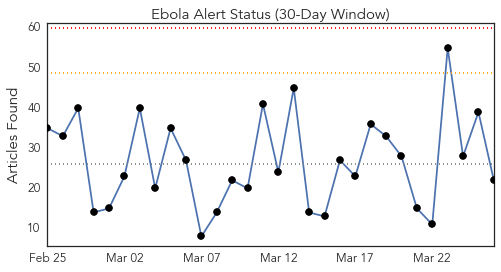 Ebola Alert Status (30-Day Window)
Articles Found
60
50
40
30
20
10
Feb 25
Mar 02
Mar 07
Mar 12
Mar 17
Mar 22